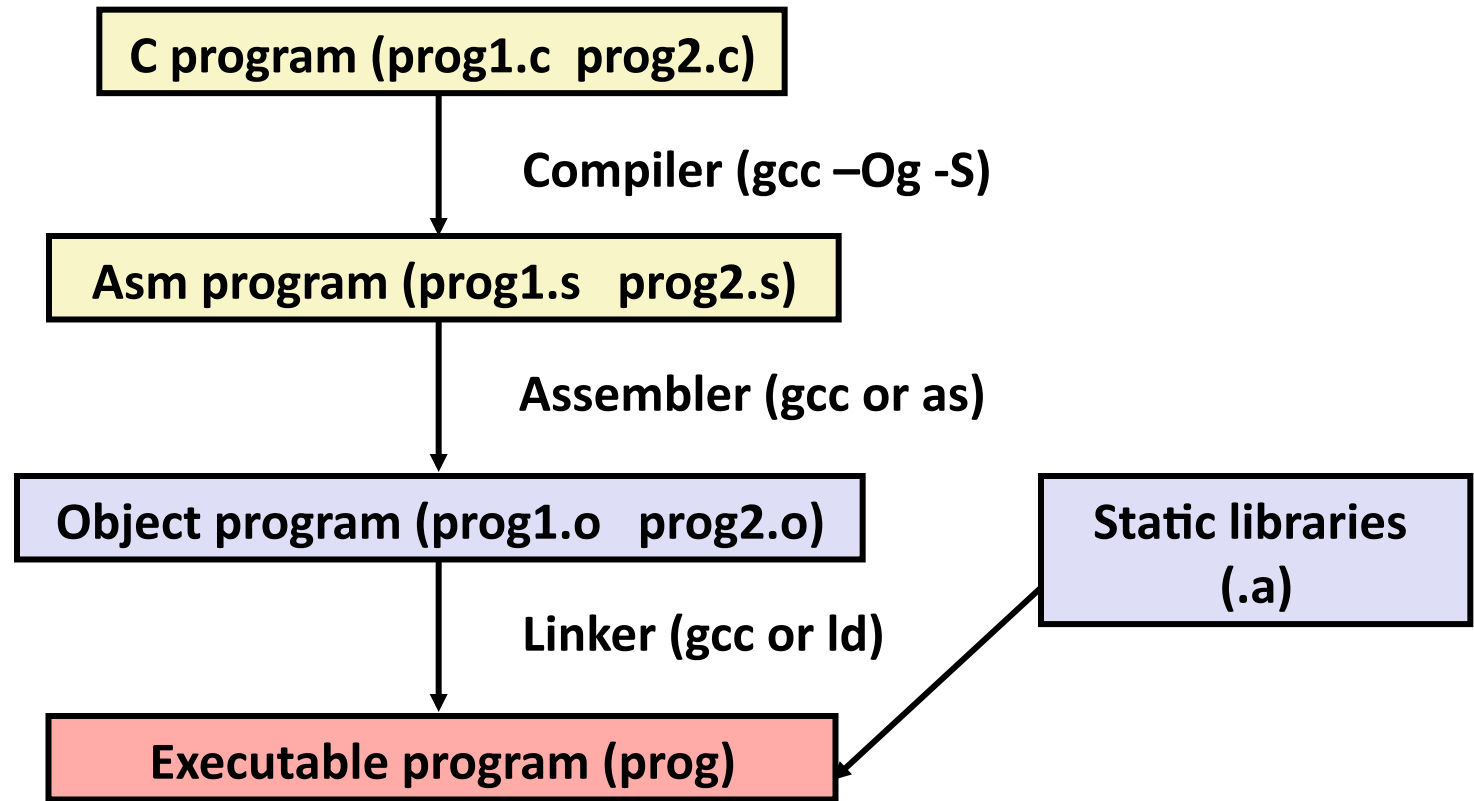 C program (prog1.c prog2.c)
Compiler (gcc –Og -S)
Asm program (prog1.s prog2.s)
Assembler (gcc or as)
Object program (prog1.o prog2.o)
Static libraries
(.a)
Linker (gcc or ld)
Executable program (prog)